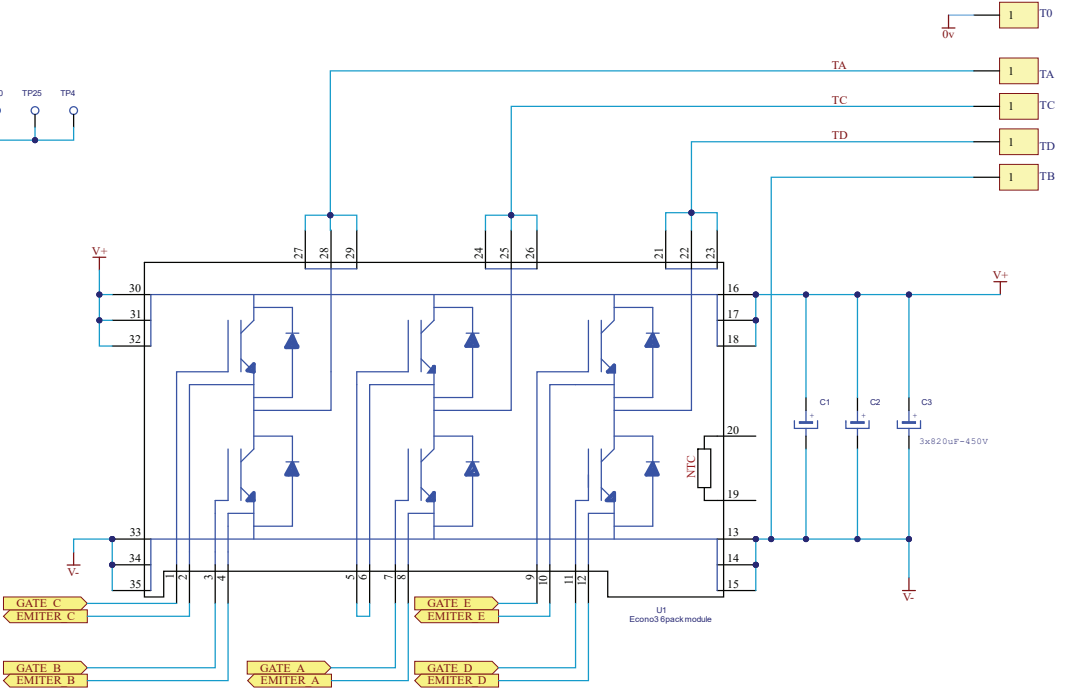 T0
1
0v
TA
1
TA
TP25
TP4
TC
1
TC
TD
1
TD
1
TB
27
28
29
24
25
26
21
22
23
V+
30
31
32
16
17
18
V+
C1
C2
C3
+
+
+
3x820uF-450V
20
NTC
19
33
34
35
V-
13
14
15
V-
1
2
3
4
5
6
7
8
9
10
11
12
GATE_C
EMITER_C
GATE_E
EMITER_E
U1
Econo3 6pack module
GATE_B
EMITER_B
GATE_A
EMITER_A
GATE_D
EMITER_D